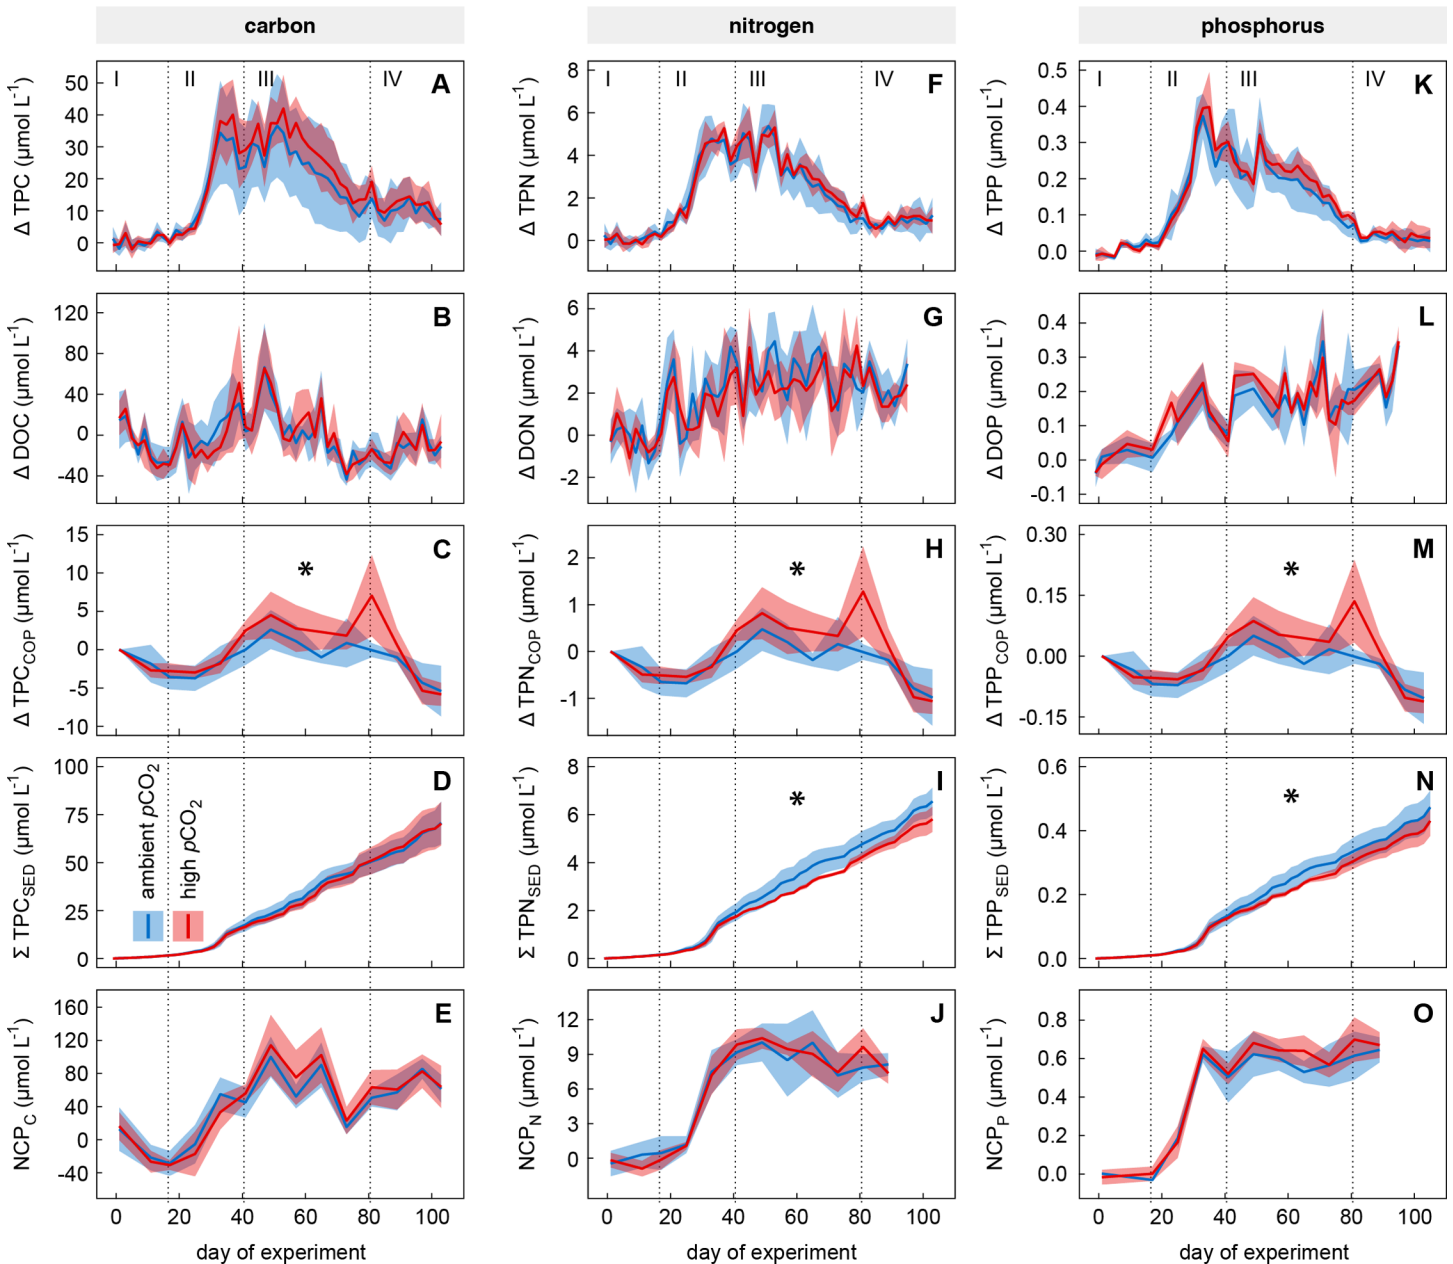 carbon nitrogen phosphorus
I II III IV A
Δ TPC (µmol L⁻¹)
50
40
30
20
10
0
I II III IV F
Δ TPN (µmol L⁻¹)
8
6
4
2
0
I II III IV K
Δ TPP (µmol L⁻¹)
0.5
0.4
0.3
0.2
0.1
0.0
B
Δ DOC (µmol L⁻¹)
120
80
40
0
-40
G
Δ DON (µmol L⁻¹)
6
4
2
0
-2
L
Δ DOP (µmol L⁻¹)
0.4
0.3
0.2
0.1
0.0
-0.1
C
*
Δ TPC_COP (µmol L⁻¹)
15
10
5
0
-5
-10
H
*
Δ TPN_COP (µmol L⁻¹)
2
1
0
-1
M
*
Δ TPP_COP (µmol L⁻¹)
0.30
0.15
0.00
-0.15
D
Σ TPC_SED (µmol L⁻¹)
100
75
50
25
0
ambient pCO₂
high pCO₂
I
*
Σ TPN_SED (µmol L⁻¹)
8
6
4
2
0
N
*
Σ TPP_SED (µmol L⁻¹)
0.6
0.4
0.2
0.0
E
NCP_C (µmol L⁻¹)
160
120
80
40
0
-40
0 20 40 60 80 100
day of experiment
J
NCP_N (µmol L⁻¹)
12
9
6
3
0
0 20 40 60 80 100
day of experiment
O
NCP_P (µmol L⁻¹)
0.8
0.6
0.4
0.2
0.0
0 20 40 60 80 100
day of experiment